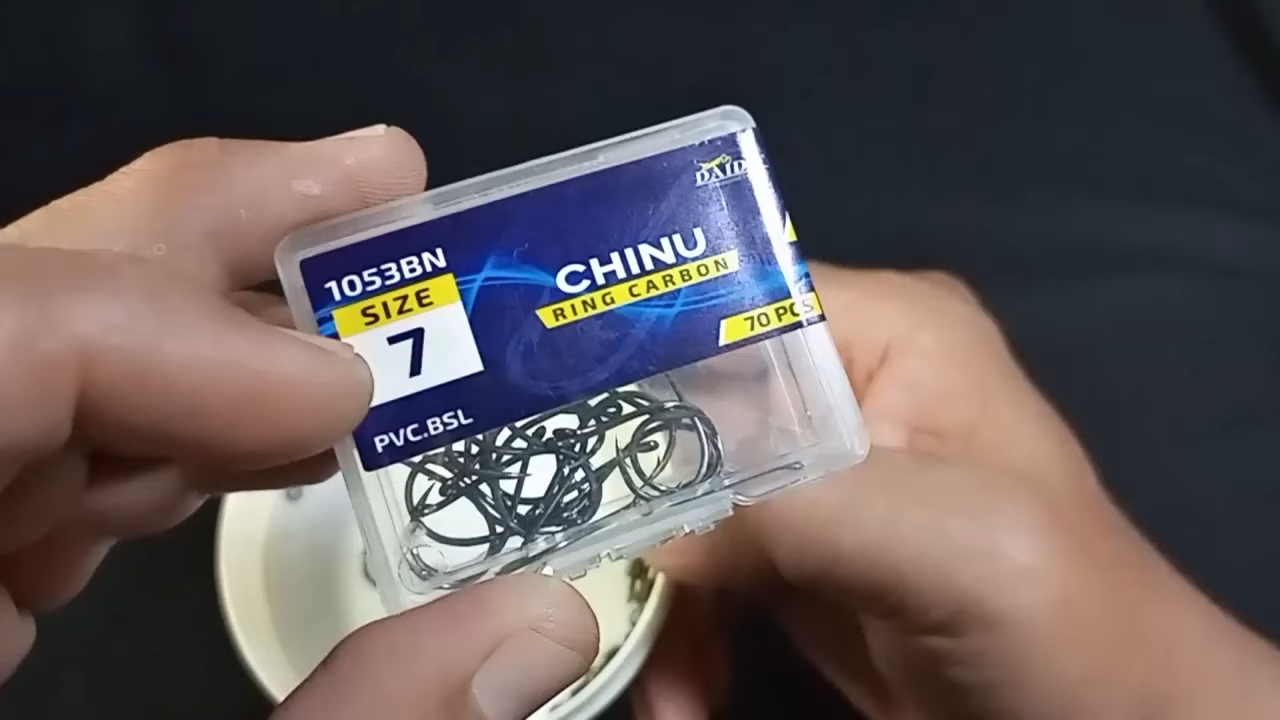 1053BN
SIZE
7
PVC.BSL
CHINU
RING CARBON
70 PCS